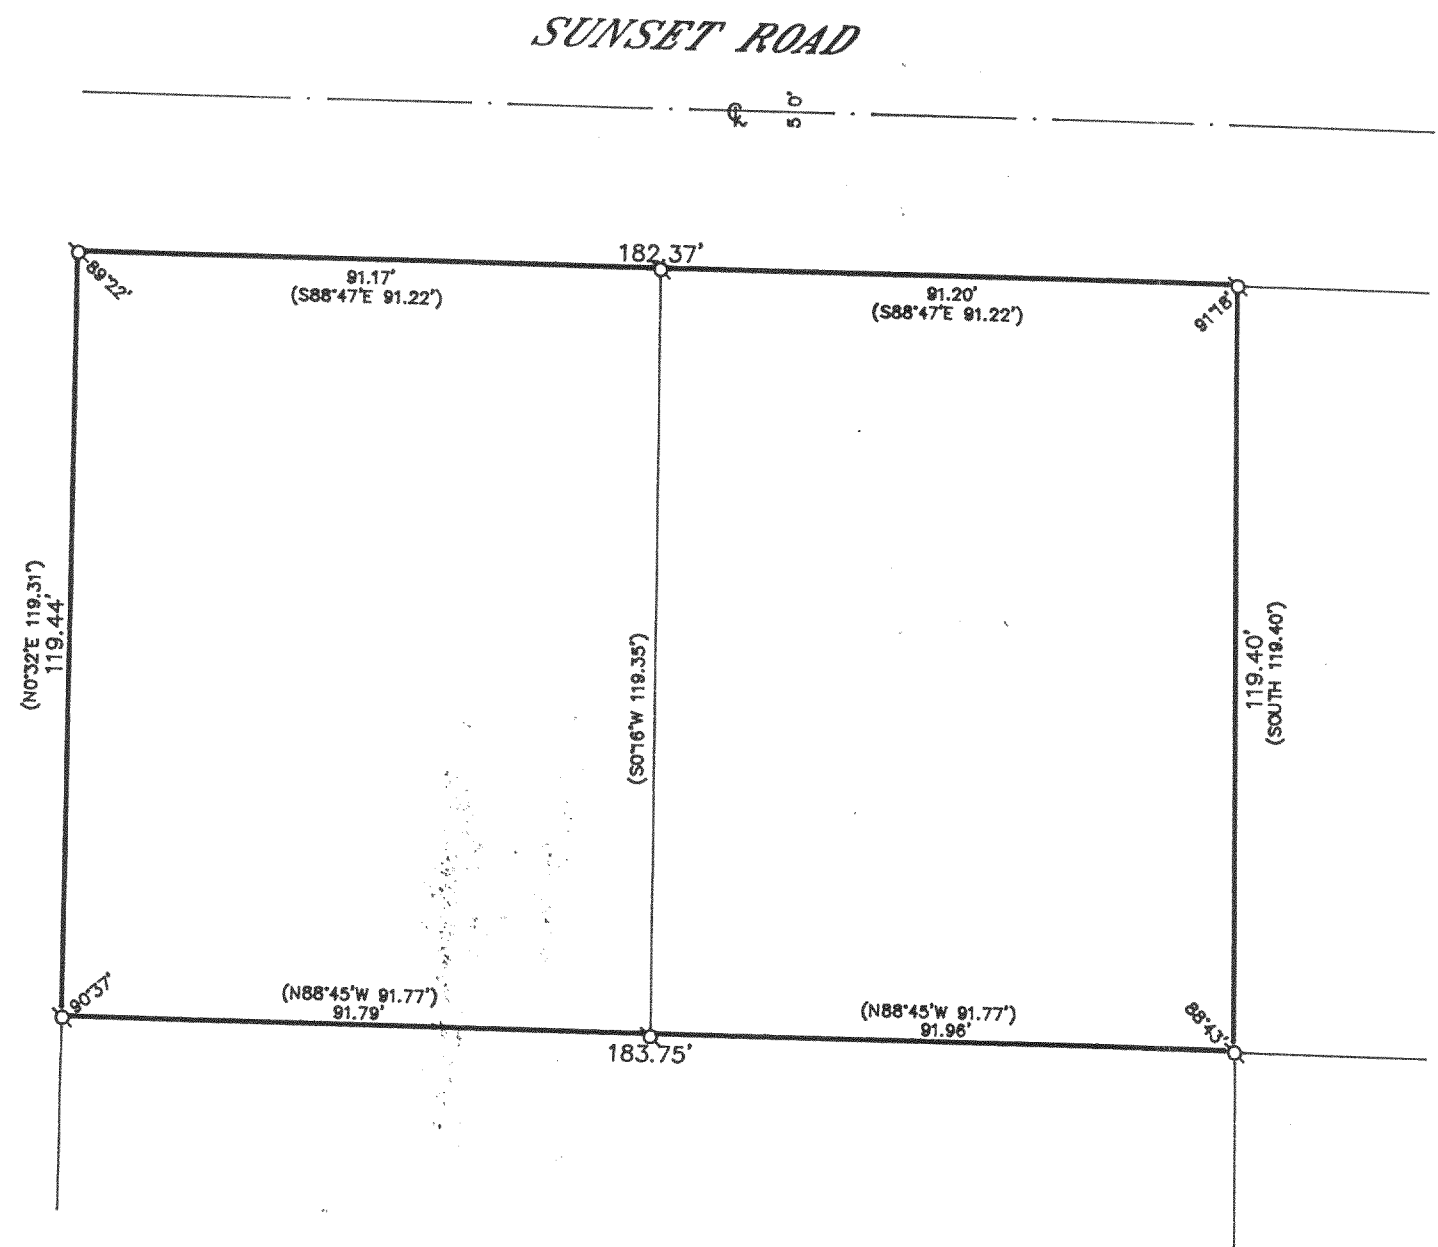 SUNSET ROAD
℄
50'
182.37'
89°22'
91.17'
(S88°47'E 91.22')
91.20'
(S88°47'E 91.22')
91°18'
(N0°32'E 119.31')
119.44'
(S0°16'W 119.35')
119.40'
(SOUTH 119.40')
90°37'
(N88°45'W 91.77')
91.79'
(N88°45'W 91.77')
91.96'
88°43'
183.75'